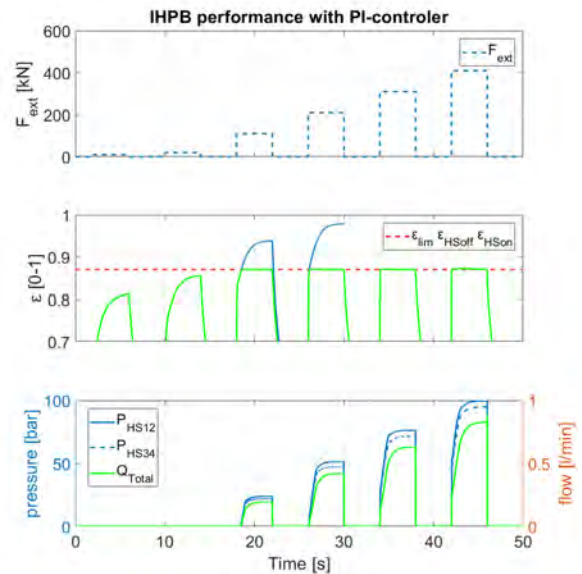 IHPB performance with PI-controler
600
400
200
0
F_ext [kN]
F_ext
1
0.9
0.8
0.7
ε [0-1]
ε_lim ε_HSoff ε_HSon
100
50
0
pressure [bar]
P_HS12
P_HS34
Q_Total
1
0.5
0
flow [l/min]
0 10 20 30 40 50
Time [s]